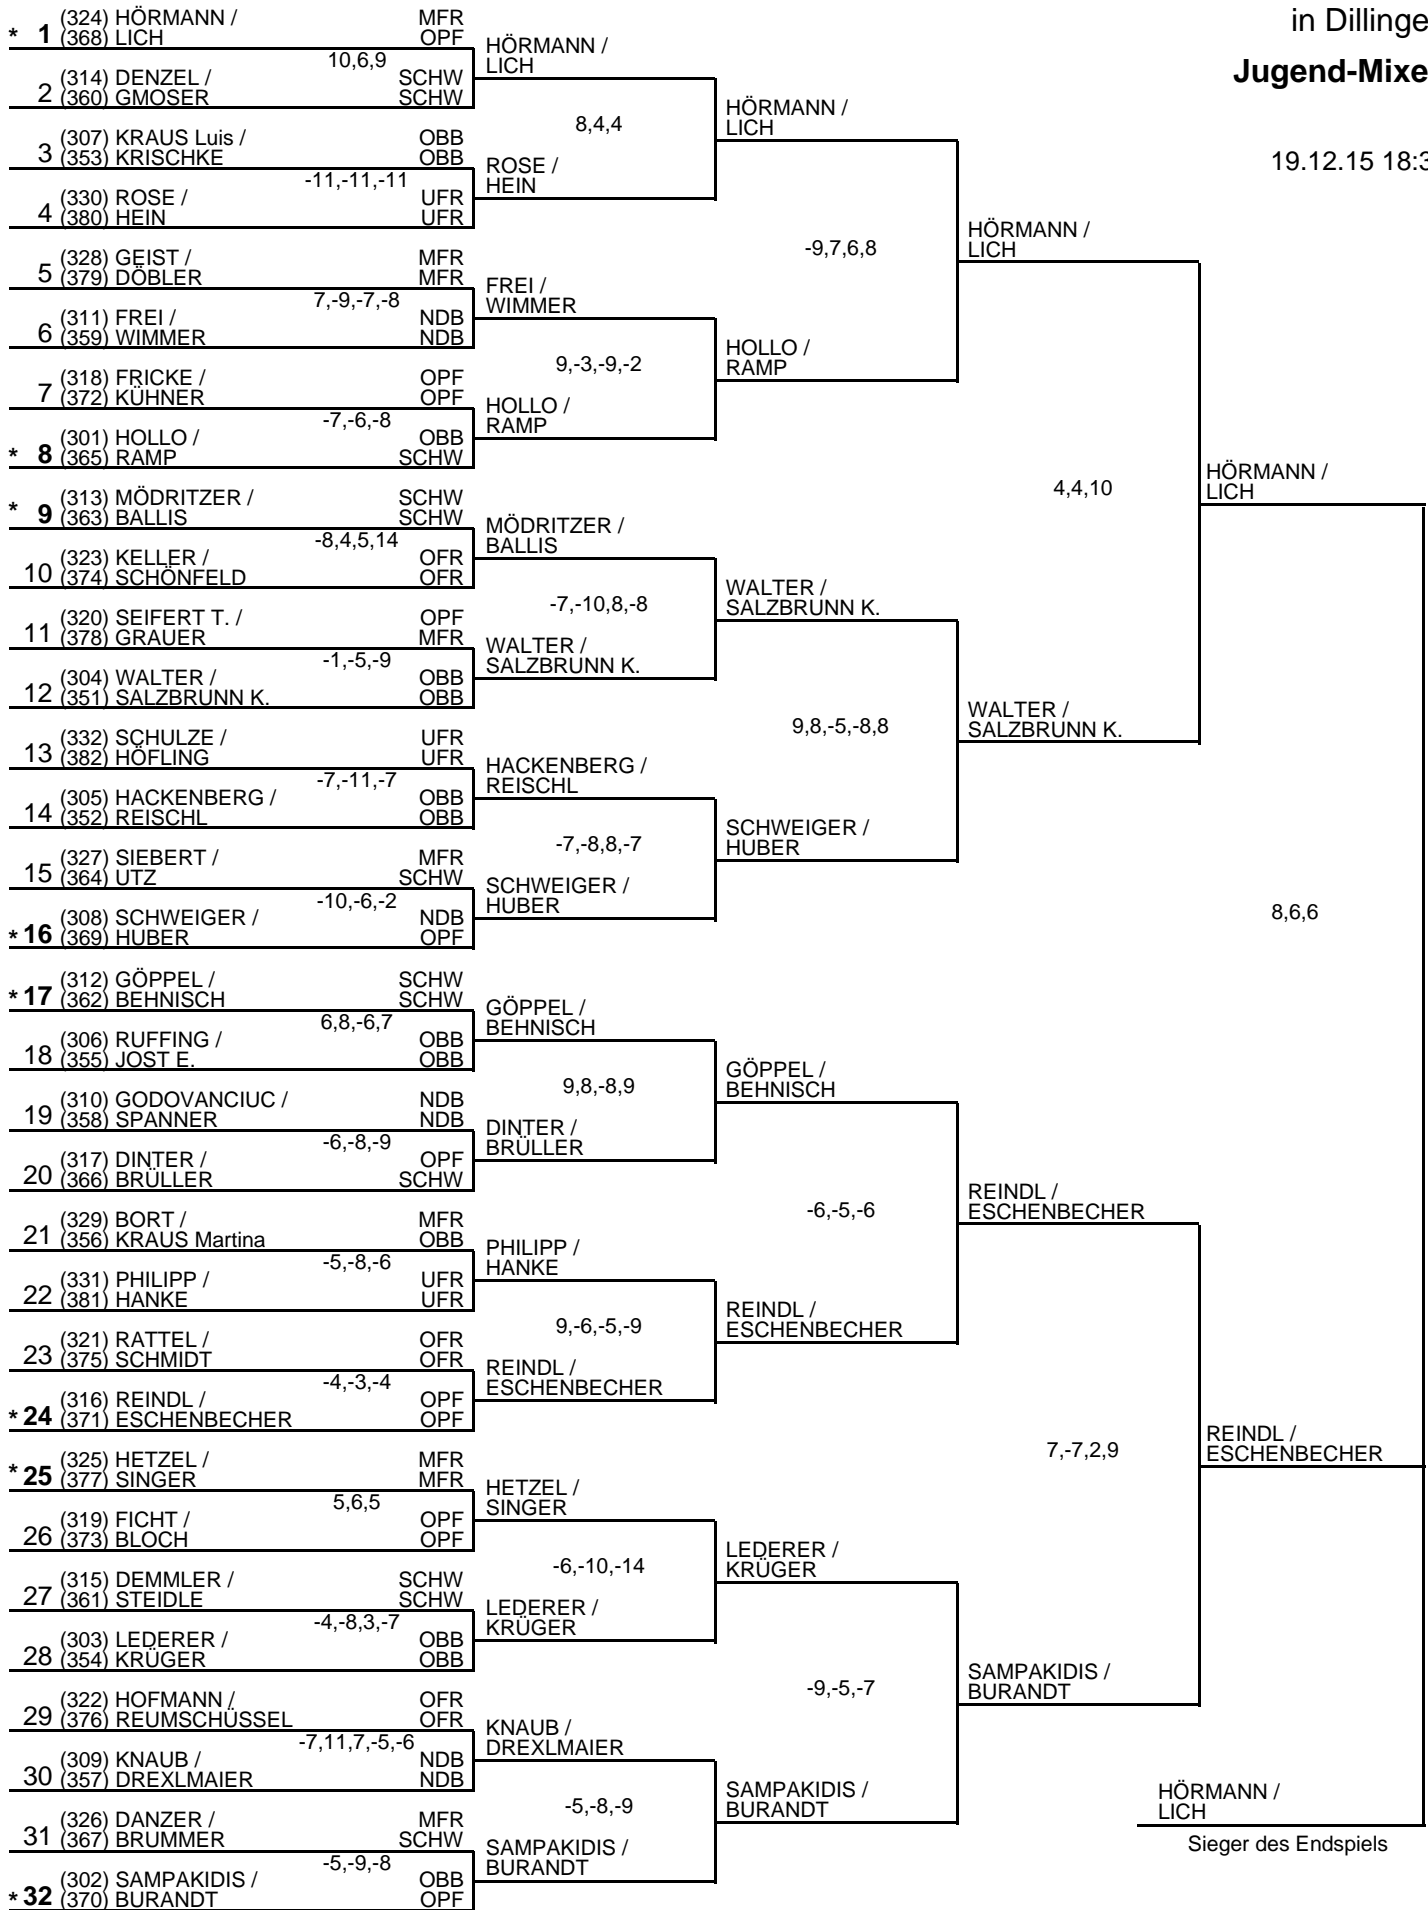 in Dillinge
Jugend-Mixe
19.12.15 18:3
(324) HÖRMANN / MFR
* 1 (368) LICH OPF
10,6,9
(314) DENZEL / SCHW
2 (360) GMOSER SCHW
(307) KRAUS Luis / OBB
3 (353) KRISCHKE OBB
-11,-11,-11
(330) ROSE / UFR
4 (380) HEIN UFR
(328) GEIST / MFR
5 (379) DÖBLER MFR
7,-9,-7,-8
(311) FREI / NDB
6 (359) WIMMER NDB
(318) FRICKE / OPF
7 (372) KÜHNER OPF
-7,-6,-8
(301) HOLLO / OBB
* 8 (365) RAMP SCHW
(313) MÖDRITZER / SCHW
* 9 (363) BALLIS SCHW
-8,4,5,14
(323) KELLER / OFR
10 (374) SCHÖNFELD OFR
(320) SEIFERT T. / OPF
11 (378) GRAUER MFR
-1,-5,-9
(304) WALTER / OBB
12 (351) SALZBRUNN K. OBB
(332) SCHULZE / UFR
13 (382) HÖFLING UFR
-7,-11,-7
(305) HACKENBERG / OBB
14 (352) REISCHL OBB
(327) SIEBERT / MFR
15 (364) UTZ SCHW
-10,-6,-2
(308) SCHWEIGER / NDB
* 16 (369) HUBER OPF
(312) GÖPPEL / SCHW
* 17 (362) BEHNISCH SCHW
6,8,-6,7
(306) RUFFING / OBB
18 (355) JOST E. OBB
(310) GODOVANCIUC / NDB
19 (358) SPANNER NDB
-6,-8,-9
(317) DINTER / OPF
20 (366) BRÜLLER SCHW
(329) BORT / MFR
21 (356) KRAUS Martina OBB
-5,-8,-6
(331) PHILIPP / UFR
22 (381) HANKE UFR
(321) RATTEL / OFR
23 (375) SCHMIDT OFR
-4,-3,-4
(316) REINDL / OPF
* 24 (371) ESCHENBECHER OPF
(325) HETZEL / MFR
* 25 (377) SINGER MFR
5,6,5
(319) FICHT / OPF
26 (373) BLOCH OPF
(315) DEMMLER / SCHW
27 (361) STEIDLE SCHW
-4,-8,3,-7
(303) LEDERER / OBB
28 (354) KRÜGER OBB
(322) HOFMANN / OFR
29 (376) REUMSCHÜSSEL OFR
-7,11,7,-5,-6
(309) KNAUB / NDB
30 (357) DREXLMAIER NDB
(326) DANZER / MFR
31 (367) BRUMMER SCHW
-5,-9,-8
(302) SAMPAKIDIS / OBB
* 32 (370) BURANDT OPF
HÖRMANN /
LICH
8,4,4
ROSE /
HEIN
FREI /
WIMMER
9,-3,-9,-2
HOLLO /
RAMP
MÖDRITZER /
BALLIS
-7,-10,8,-8
WALTER /
SALZBRUNN K.
HACKENBERG /
REISCHL
-7,-8,8,-7
SCHWEIGER /
HUBER
GÖPPEL /
BEHNISCH
9,8,-8,9
DINTER /
BRÜLLER
PHILIPP /
HANKE
9,-6,-5,-9
REINDL /
ESCHENBECHER
HETZEL /
SINGER
-6,-10,-14
LEDERER /
KRÜGER
KNAUB /
DREXLMAIER
-5,-8,-9
SAMPAKIDIS /
BURANDT
HÖRMANN /
LICH
-9,7,6,8
HOLLO /
RAMP
WALTER /
SALZBRUNN K.
9,8,-5,-8,8
SCHWEIGER /
HUBER
GÖPPEL /
BEHNISCH
-6,-5,-6
REINDL /
ESCHENBECHER
LEDERER /
KRÜGER
-9,-5,-7
SAMPAKIDIS /
BURANDT
HÖRMANN /
LICH
4,4,10
WALTER /
SALZBRUNN K.
REINDL /
ESCHENBECHER
7,-7,2,9
SAMPAKIDIS /
BURANDT
HÖRMANN /
LICH
8,6,6
REINDL /
ESCHENBECHER
HÖRMANN /
LICH
Sieger des Endspiels